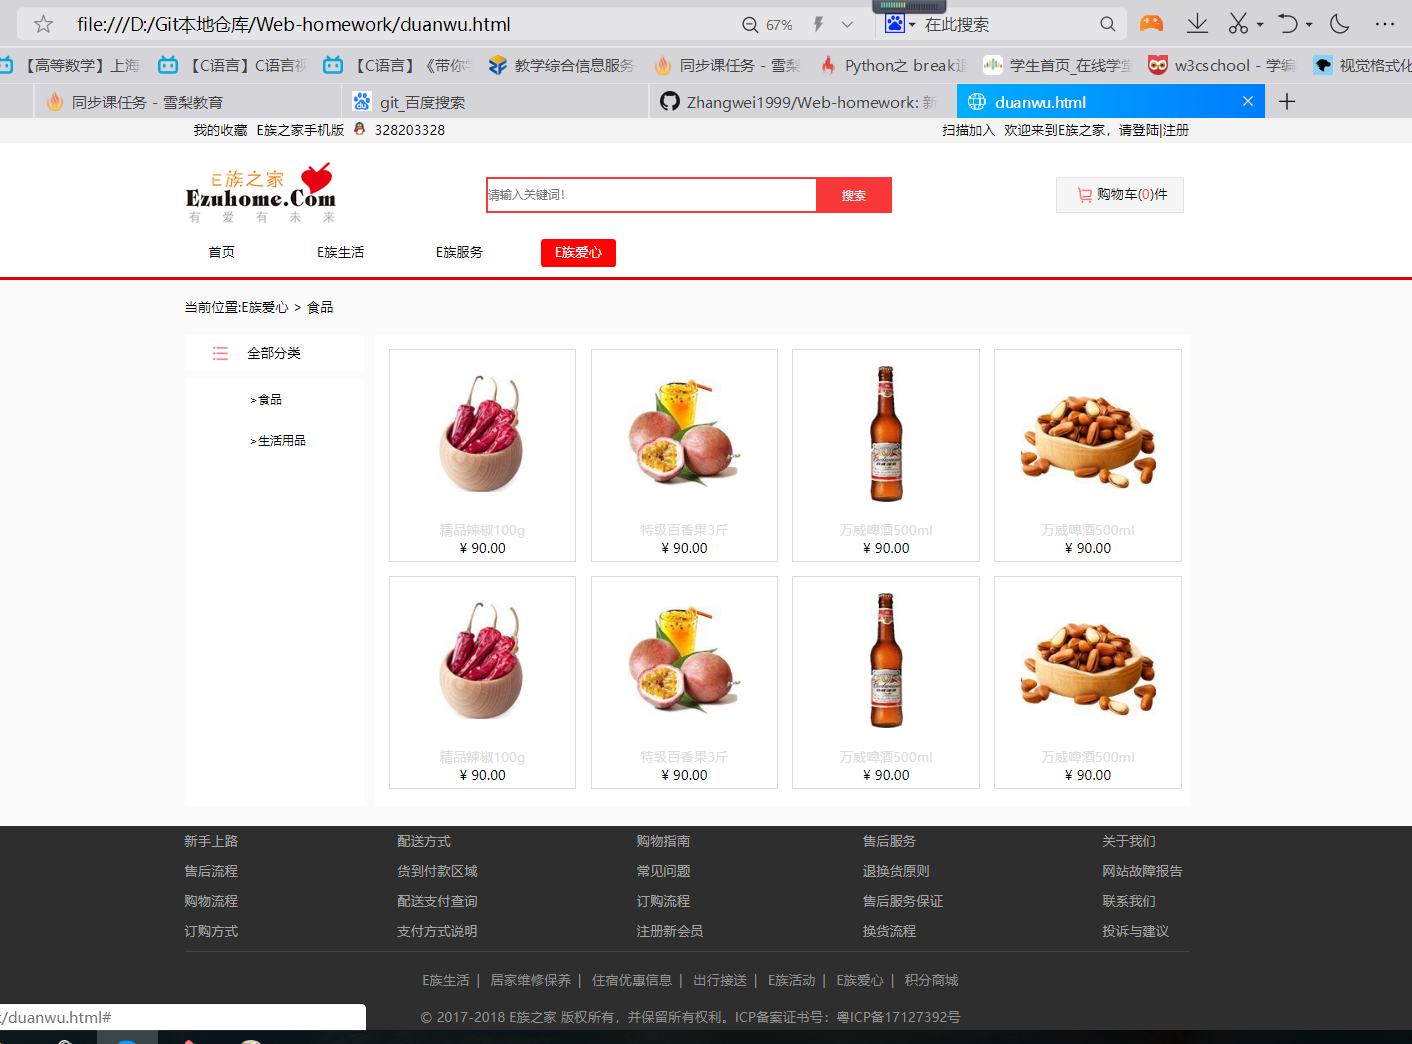 file:///D:/Git本地仓库/Web-homework/duanwu.html 67% 在此搜索
【高等数学】上海 【C语言】C语言视 【C语言】《带你学 教学综合信息服务 同步课任务 - 雪梨 Python之 break退 学生首页_在线学堂 w3cschool - 学编 视觉格式化
同步课任务 - 雪梨教育 git_百度搜索 Zhangwei1999/Web-homework: 新 duanwu.html
我的收藏 E族之家手机版 328203328 扫描加入 欢迎来到E族之家，请登陆|注册
E族之家
Ezuhome.Com
有 爱 有 未 来
请输入关键词! 搜索 购物车(0)件
首页 E族生活 E族服务 E族爱心
当前位置:E族爱心 > 食品
全部分类
>食品
>生活用品
精品辣椒100g 特级百香果3斤 万威啤酒500ml 万威啤酒500ml
¥ 90.00 ¥ 90.00 ¥ 90.00 ¥ 90.00
精品辣椒100g 特级百香果3斤 万威啤酒500ml 万威啤酒500ml
¥ 90.00 ¥ 90.00 ¥ 90.00 ¥ 90.00
新手上路 配送方式 购物指南 售后服务 关于我们
售后流程 货到付款区域 常见问题 退换货原则 网站故障报告
购物流程 配送支付查询 订购流程 售后服务保证 联系我们
订购方式 支付方式说明 注册新会员 换货流程 投诉与建议
E族生活 | 居家维修保养 | 住宿优惠信息 | 出行接送 | E族活动 | E族爱心 | 积分商城
© 2017-2018 E族之家 版权所有，并保留所有权利。ICP备案证书号：粤ICP备17127392号
/duanwu.html#